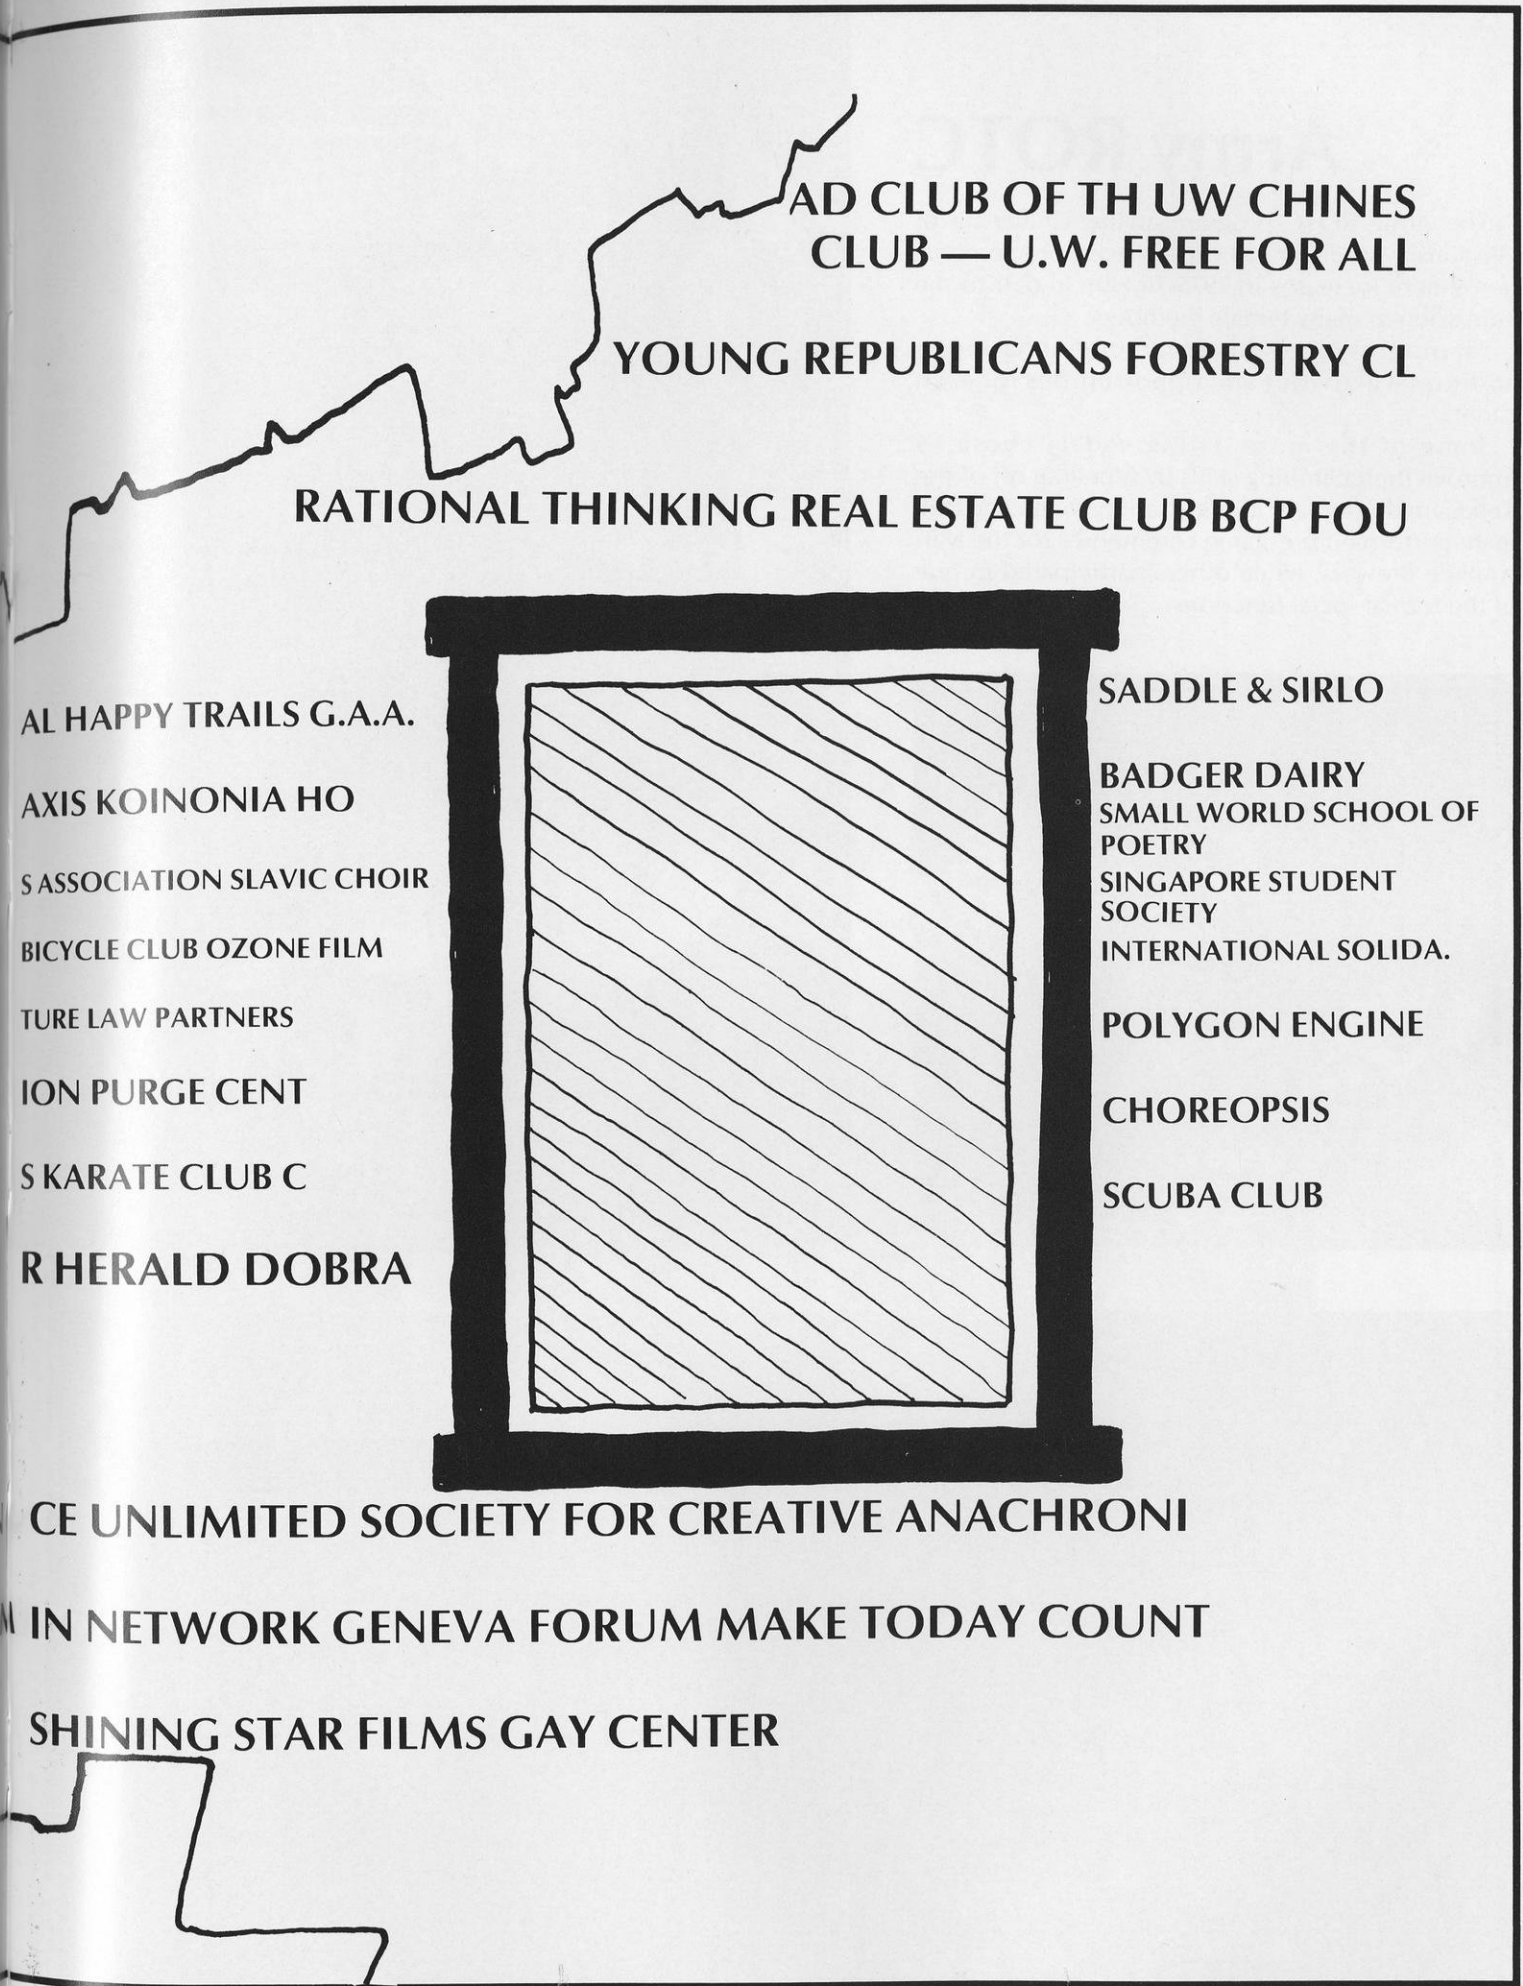 AD CLUB OF TH UW CHINES
CLUB — U.W. FREE FOR ALL
YOUNG REPUBLICANS FORESTRY CL
RATIONAL THINKING REAL ESTATE CLUB BCP FOU
AL HAPPY TRAILS G.A.A.
AXIS KOINONIA HO
S ASSOCIATION SLAVIC CHOIR
BICYCLE CLUB OZONE FILM
TURE LAW PARTNERS
ION PURGE CENT
S KARATE CLUB C
R HERALD DOBRA
SADDLE & SIRLO
BADGER DAIRY
SMALL WORLD SCHOOL OF
POETRY
SINGAPORE STUDENT
SOCIETY
INTERNATIONAL SOLIDA.
POLYGON ENGINE
CHOREOPSIS
SCUBA CLUB
CE UNLIMITED SOCIETY FOR CREATIVE ANACHRONI
IN NETWORK GENEVA FORUM MAKE TODAY COUNT
SHINING STAR FILMS GAY CENTER